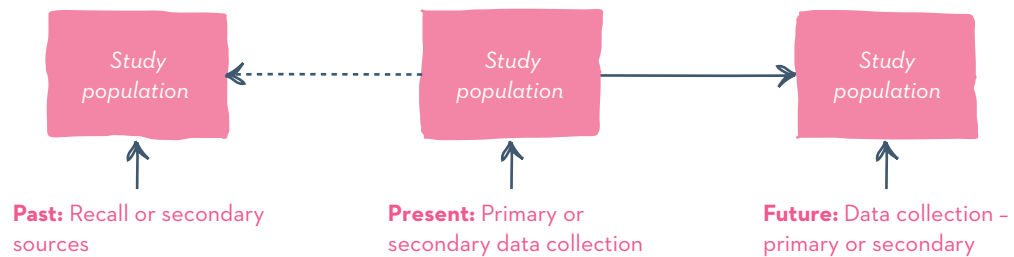 Study
population
Study
population
Study
population
Past: Recall or secondary
sources
Present: Primary or
secondary data collection
Future: Data collection –
primary or secondary